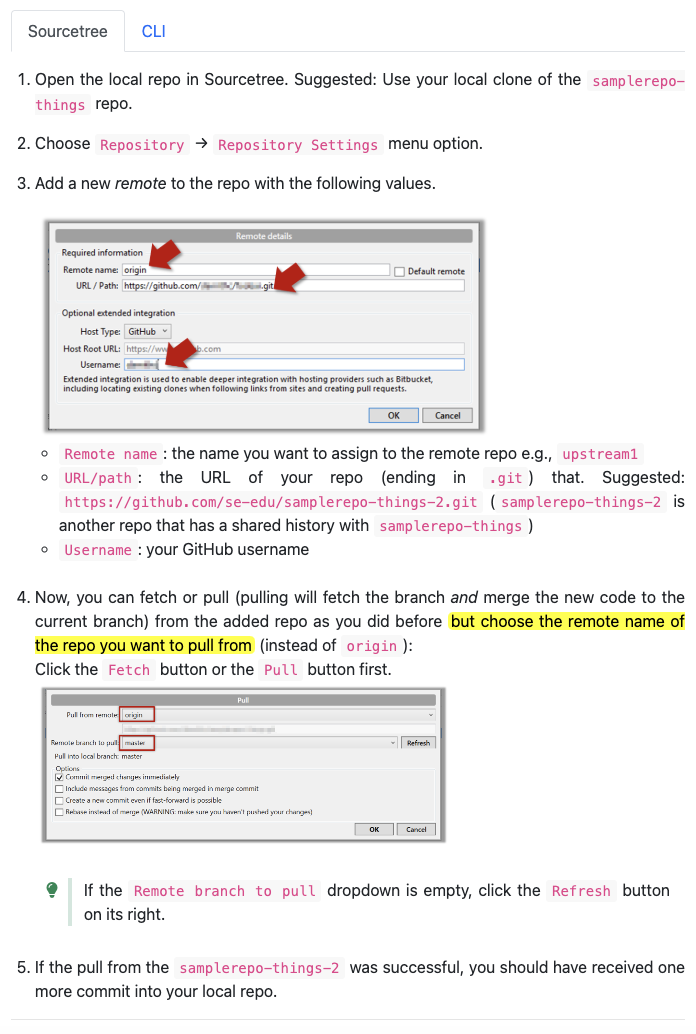 Sourcetree CLI
1. Open the local repo in Sourcetree. Suggested: Use your local clone of the samplerepo-
things repo.
2. Choose Repository → Repository Settings menu option.
3. Add a new remote to the repo with the following values.
Remote details
Required information
Remote name: origin
Default remote
URL / Path: https://github.com/ .git
Optional extended integration
Host Type: GitHub
Host Root URL: https://ww b.com
Username:
Extended integration is used to enable deeper integration with hosting providers such as Bitbucket,
including locating existing clones when following links from sites and creating pull requests.
OK Cancel
Remote name : the name you want to assign to the remote repo e.g., upstream1
URL/path : the URL of your repo (ending in .git ) that. Suggested:
https://github.com/se-edu/samplerepo-things-2.git ( samplerepo-things-2 is
another repo that has a shared history with samplerepo-things )
Username : your GitHub username
4. Now, you can fetch or pull (pulling will fetch the branch and merge the new code to the
current branch) from the added repo as you did before but choose the remote name of
the repo you want to pull from (instead of origin ):
Click the Fetch button or the Pull button first.
Pull
Pull from remote: origin
Remote branch to pull: master Refresh
Pull into local branch: master
Options
Commit merged changes immediately
Include messages from commits being merged in merge commit
Create a new commit even if fast-forward is possible
Rebase instead of merge (WARNING: make sure you haven't pushed your changes)
OK Cancel
If the Remote branch to pull dropdown is empty, click the Refresh button
on its right.
5. If the pull from the samplerepo-things-2 was successful, you should have received one
more commit into your local repo.